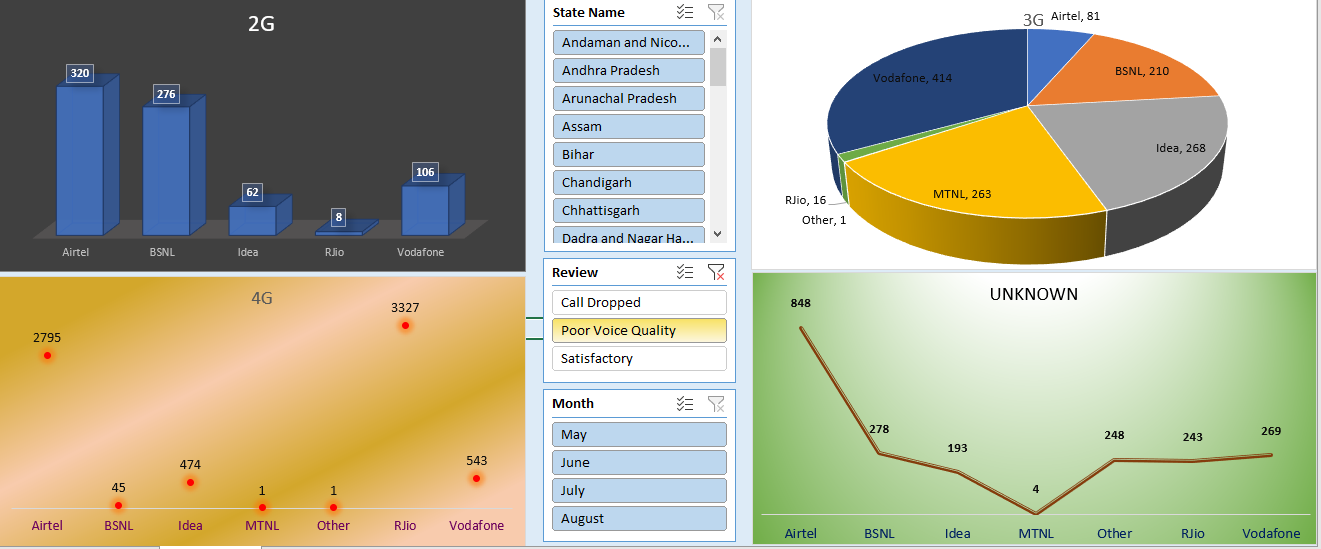 2G
320
276
62
8
106
Airtel
BSNL
Idea
RJio
Vodafone
State Name
Andaman and Nico...
Andhra Pradesh
Arunachal Pradesh
Assam
Bihar
Chandigarh
Chhattisgarh
Dadra and Nagar Ha...
3G
Airtel, 81
BSNL, 210
Idea, 268
MTNL, 263
Other, 1
RJio, 16
Vodafone, 414
4G
2795
45
474
1
1
3327
543
Airtel
BSNL
Idea
MTNL
Other
RJio
Vodafone
Review
Call Dropped
Poor Voice Quality
Satisfactory
Month
May
June
July
August
UNKNOWN
848
278
193
4
248
243
269
Airtel
BSNL
Idea
MTNL
Other
RJio
Vodafone